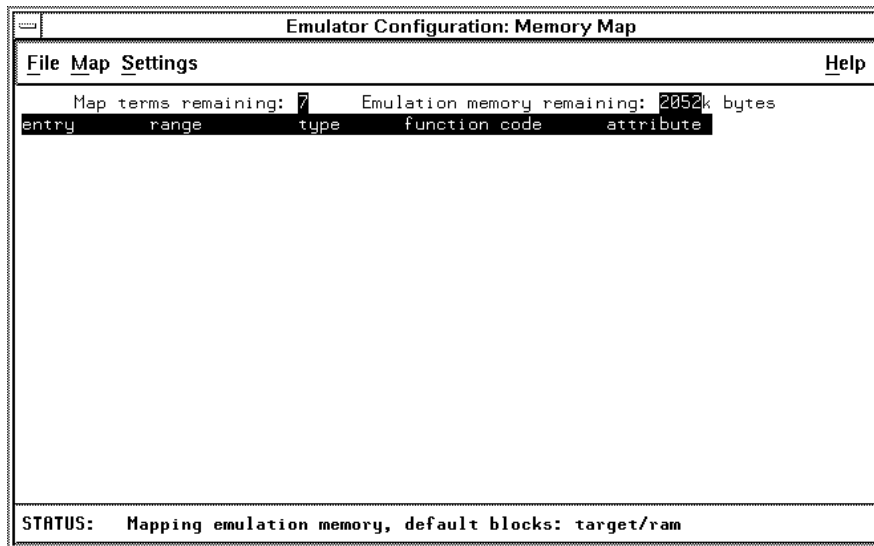 Emulator Configuration: Memory Map
File Map Settings Help
Map terms remaining: 7 Emulation memory remaining: 2052k bytes
entry range type function code attribute
STATUS: Mapping emulation memory, default blocks: target/ram